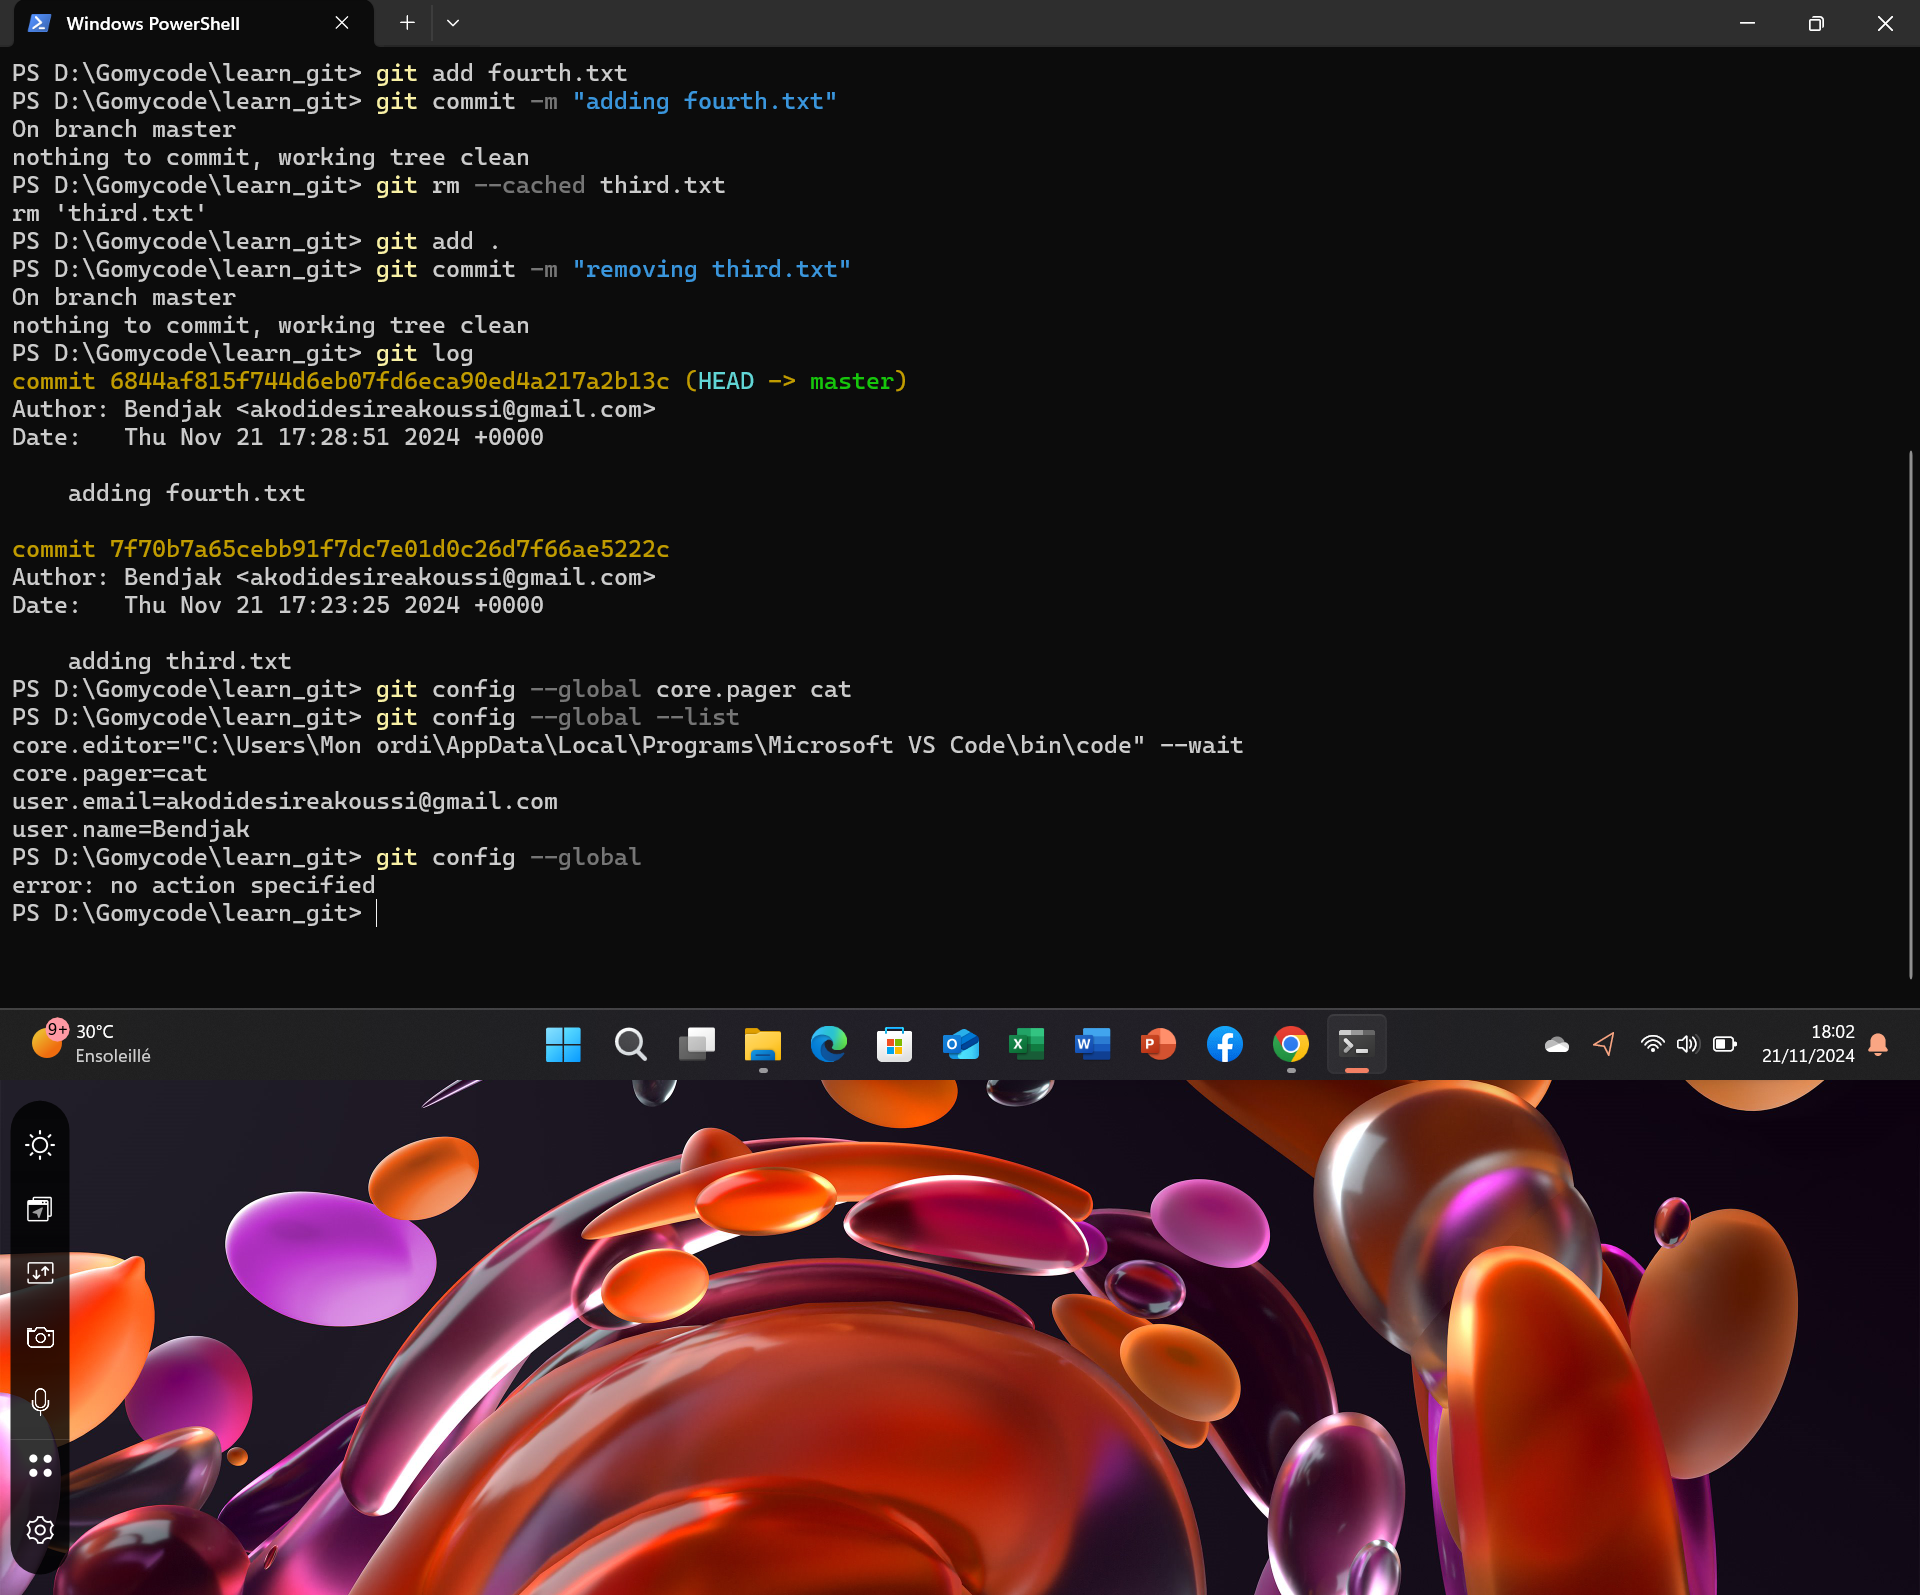 Windows PowerShell
PS D:\Gomycode\learn_git> git add fourth.txt
PS D:\Gomycode\learn_git> git commit -m "adding fourth.txt"
On branch master
nothing to commit, working tree clean
PS D:\Gomycode\learn_git> git rm --cached third.txt
rm 'third.txt'
PS D:\Gomycode\learn_git> git add .
PS D:\Gomycode\learn_git> git commit -m "removing third.txt"
On branch master
nothing to commit, working tree clean
PS D:\Gomycode\learn_git> git log
commit 6844af815f744d6eb07fd6eca90ed4a217a2b13c (HEAD -> master)
Author: Bendjak <akodidesireakoussi@gmail.com>
Date:   Thu Nov 21 17:28:51 2024 +0000
    adding fourth.txt
commit 7f70b7a65cebb91f7dc7e01d0c26d7f66ae5222c
Author: Bendjak <akodidesireakoussi@gmail.com>
Date:   Thu Nov 21 17:23:25 2024 +0000
    adding third.txt
PS D:\Gomycode\learn_git> git config --global core.pager cat
PS D:\Gomycode\learn_git> git config --global --list
core.editor="C:\Users\Mon ordi\AppData\Local\Programs\Microsoft VS Code\bin\code" --wait
core.pager=cat
user.email=akodidesireakoussi@gmail.com
user.name=Bendjak
PS D:\Gomycode\learn_git> git config --global
error: no action specified
PS D:\Gomycode\learn_git>
9+ 30°C
Ensoleillé
18:02
21/11/2024